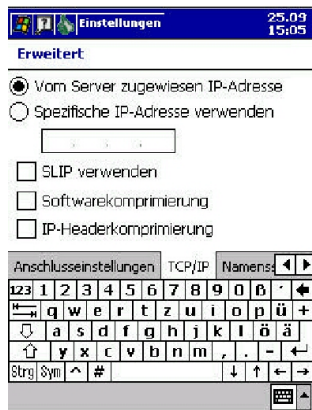 Einstellungen 25.09
15:05
Erweitert
Vom Server zugewiesen IP-Adresse
Spezifische IP-Adresse verwenden
. . .
SLIP verwenden
Softwarekomprimierung
IP-Headerkomprimierung
Anschlusseinstellungen TCP/IP Namens
123 1 2 3 4 5 6 7 8 9 0 ß ´
q w e r t z u i o p ü +
a s d f g h j k l ö ä
y x c v b n m , . -
Strg Sym ^ # ↓ ↑ ← →